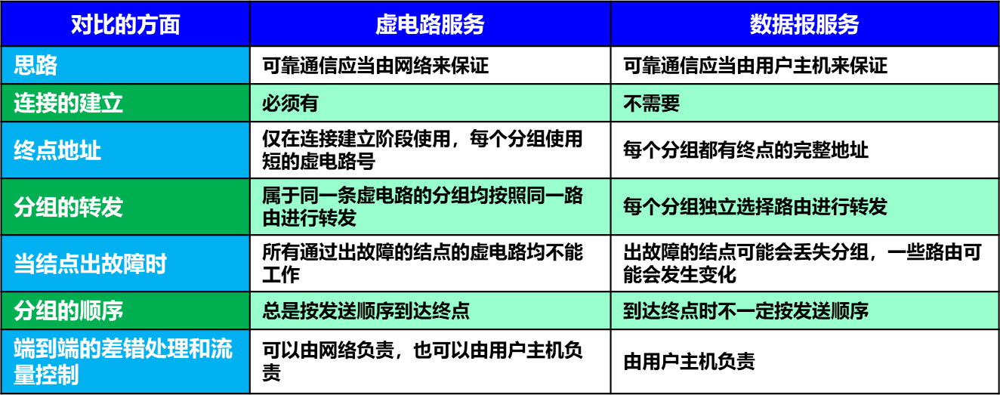 对比的方面
虚电路服务
数据报服务
思路
可靠通信应当由网络来保证
可靠通信应当由用户主机来保证
连接的建立
必须有
不需要
终点地址
仅在连接建立阶段使用，每个分组使用
短的虚电路号
每个分组都有终点的完整地址
分组的转发
属于同一条虚电路的分组均按照同一路
由进行转发
每个分组独立选择路由进行转发
当结点出故障时
所有通过出故障的结点的虚电路均不能
工作
出故障的结点可能会丢失分组，一些路由可
能会发生变化
分组的顺序
总是按发送顺序到达终点
到达终点时不一定按发送顺序
端到端的差错处理和流
量控制
可以由网络负责，也可以由用户主机负
责
由用户主机负责